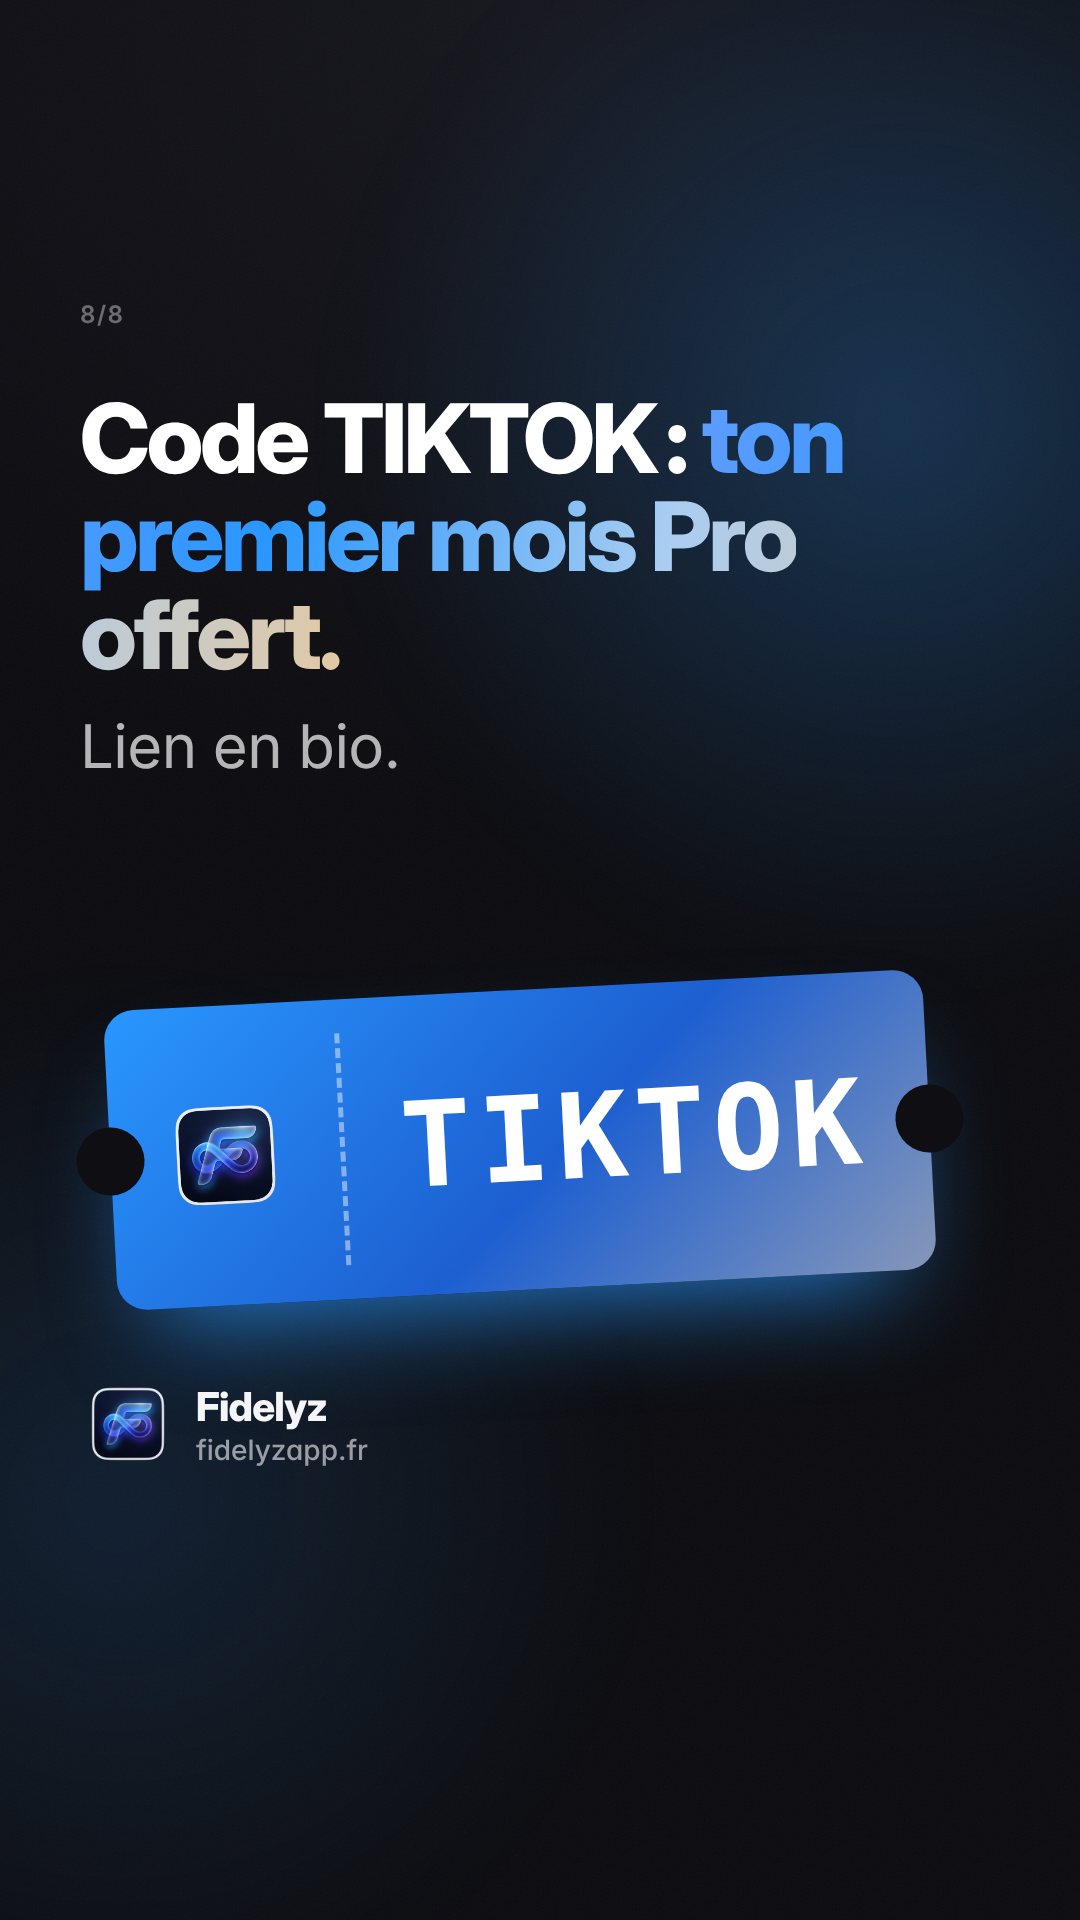 8/8
Code TIKTOK : ton
premier mois Pro
offert.
Lien en bio.
TIKTOK
Fidelyz
fidelyzapp.fr